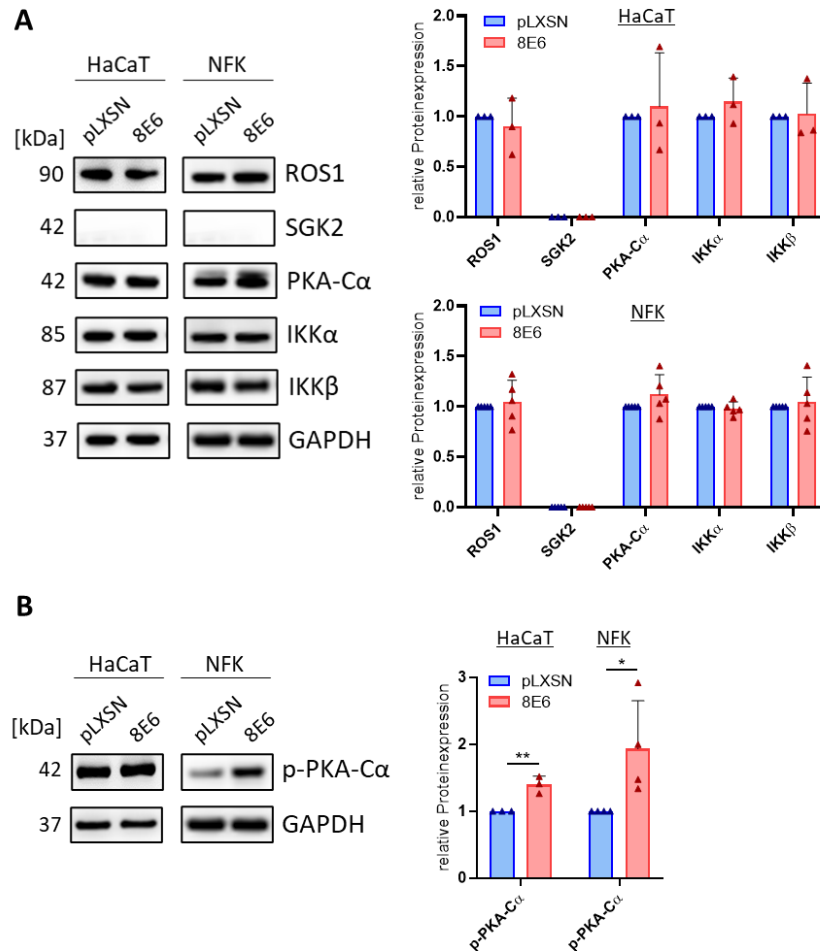 A
HaCaT
NFK
pLXSN
8E6
pLXSN
8E6
[kDa]
90
ROS1
42
SGK2
42
PKA-Cα
85
IKKα
87
IKKβ
37
GAPDH
relative Proteinexpression
2.0
1.5
1.0
0.5
0.0
pLXSN
8E6
HaCaT
ROS1
SGK2
PKA-Cα
IKKα
IKKβ
relative Proteinexpression
2.0
1.5
1.0
0.5
0.0
pLXSN
8E6
NFK
ROS1
SGK2
PKA-Cα
IKKα
IKKβ
B
HaCaT
NFK
pLXSN
8E6
pLXSN
8E6
[kDa]
42
p-PKA-Cα
37
GAPDH
HaCaT
NFK
relative Proteinexpression
3
2
1
0
pLXSN
8E6
**
*
p-PKA-Cα
p-PKA-Cα